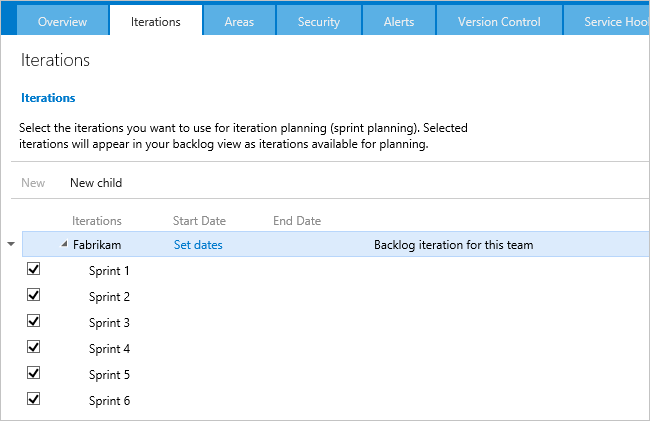 Overview Iterations Areas Security Alerts Version Control Service Hool
Iterations
Iterations
Select the iterations you want to use for iteration planning (sprint planning). Selected
iterations will appear in your backlog view as iterations available for planning.
New New child
Iterations Start Date End Date
Fabrikam Set dates Backlog iteration for this team
Sprint 1
Sprint 2
Sprint 3
Sprint 4
Sprint 5
Sprint 6